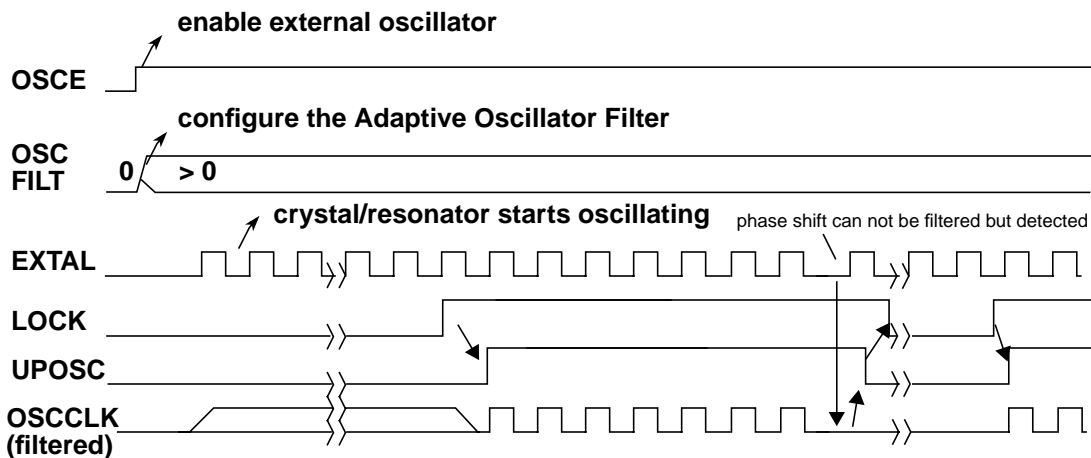 enable external oscillator
OSCE
configure the Adaptive Oscillator Filter
OSC
FILT
0
> 0
crystal/resonator starts oscillating
phase shift can not be filtered but detected
EXTAL
LOCK
UPOSC
OSCCLK
(filtered)